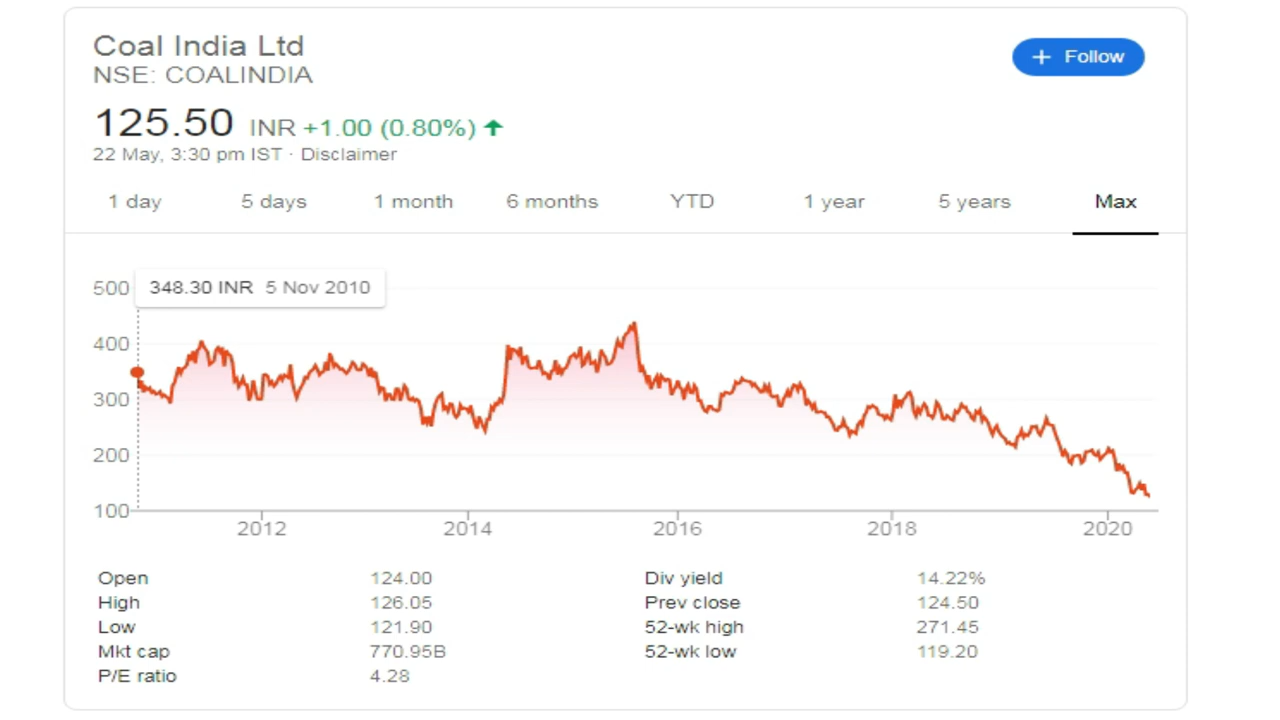 Coal India Ltd
NSE: COALINDIA
+ Follow
125.50 INR +1.00 (0.80%)
22 May, 3:30 pm IST · Disclaimer
1 day 5 days 1 month 6 months YTD 1 year 5 years Max
500
348.30 INR 5 Nov 2010
400
300
200
100
2012 2014 2016 2018 2020
Open 124.00 Div yield 14.22%
High 126.05 Prev close 124.50
Low 121.90 52-wk high 271.45
Mkt cap 770.95B 52-wk low 119.20
P/E ratio 4.28